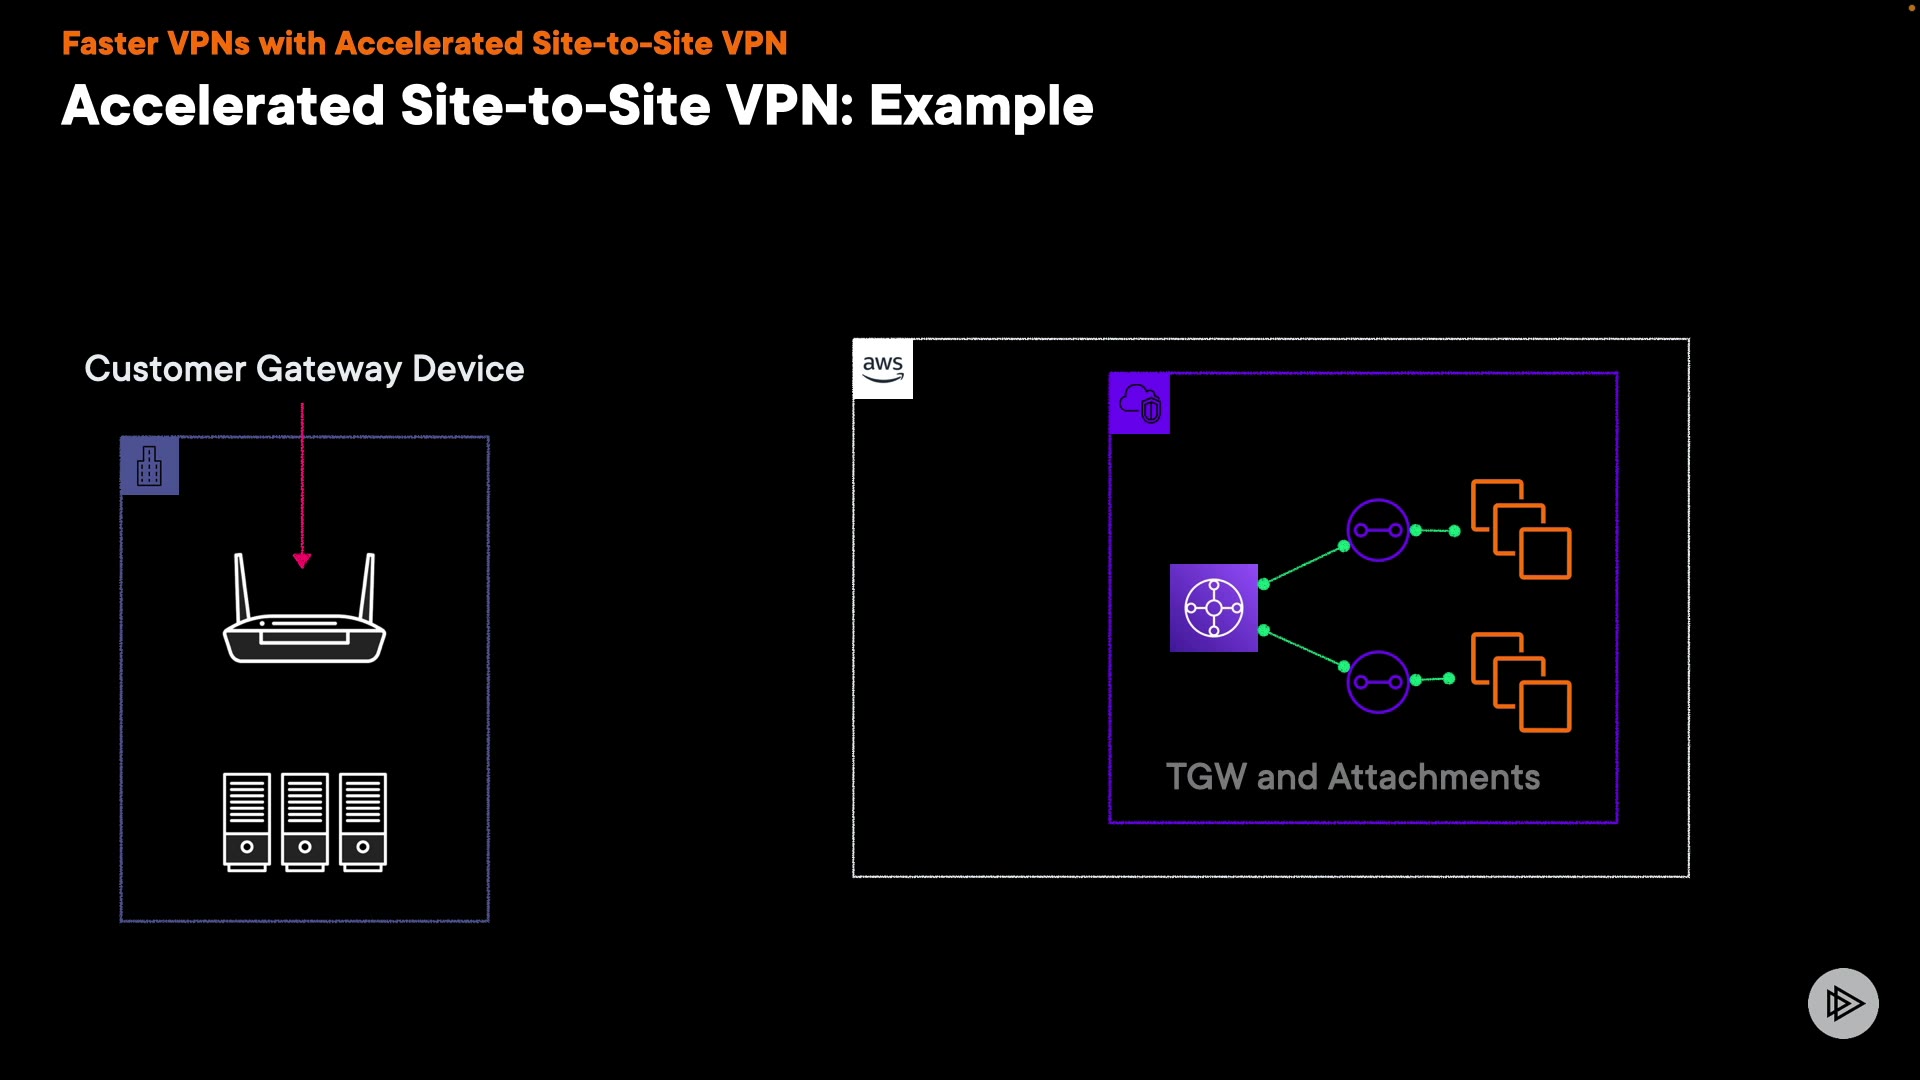 Faster VPNs with Accelerated Site-to-Site VPN
Accelerated Site-to-Site VPN: Example
Customer Gateway Device
aws
TGW and Attachments